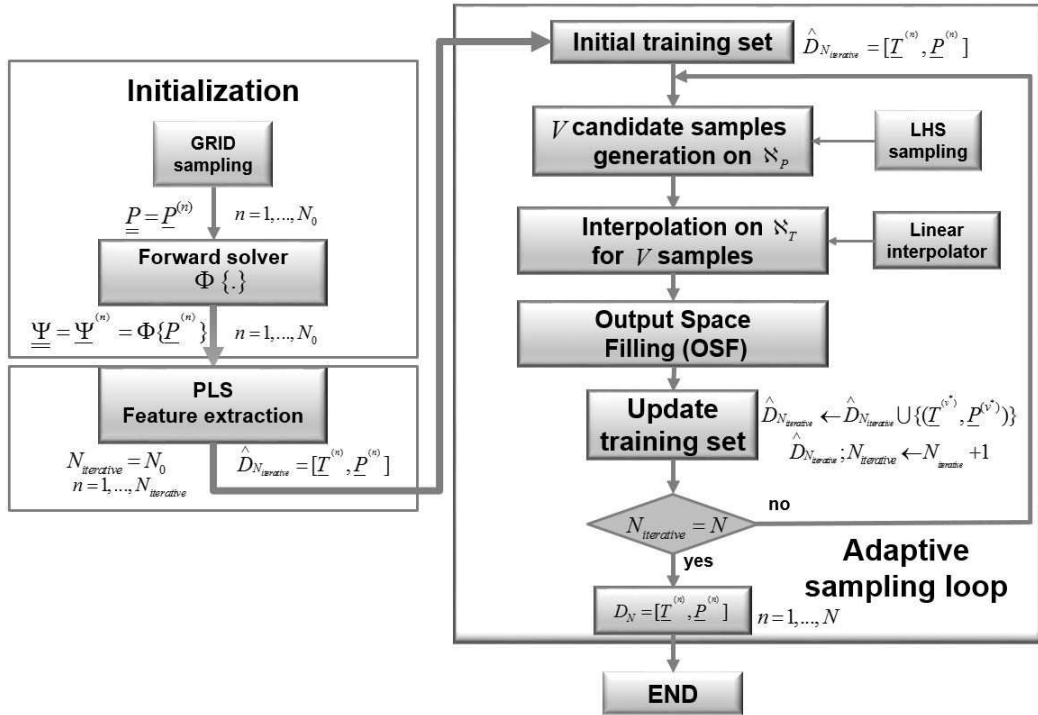 Initialization
GRID
sampling
P = P^(n) n = 1,...,N_0
Forward solver
Φ {.}
Ψ = Ψ^(n) = Φ{P^(n)} n = 1,...,N_0
PLS
Feature extraction
N_iterative = N_0
n = 1,...,N_iterative
D̂_N_iterative = [T^(n), P^(n)]
Initial training set
D̂_N_iterative = [T^(n), P^(n)]
V candidate samples
generation on ℵ_P
LHS
sampling
Interpolation on ℵ_T
for V samples
Linear
interpolator
Output Space
Filling (OSF)
Update
training set
D̂_N_iterative ← D̂_N_iterative ∪ {(T^(v*), P^(v*))}
D̂_N_iterative ; N_iterative ← N_iterative + 1
N_iterative = N
no
yes
Adaptive
sampling loop
D_N = [T^(n), P^(n)]
n = 1,...,N
END